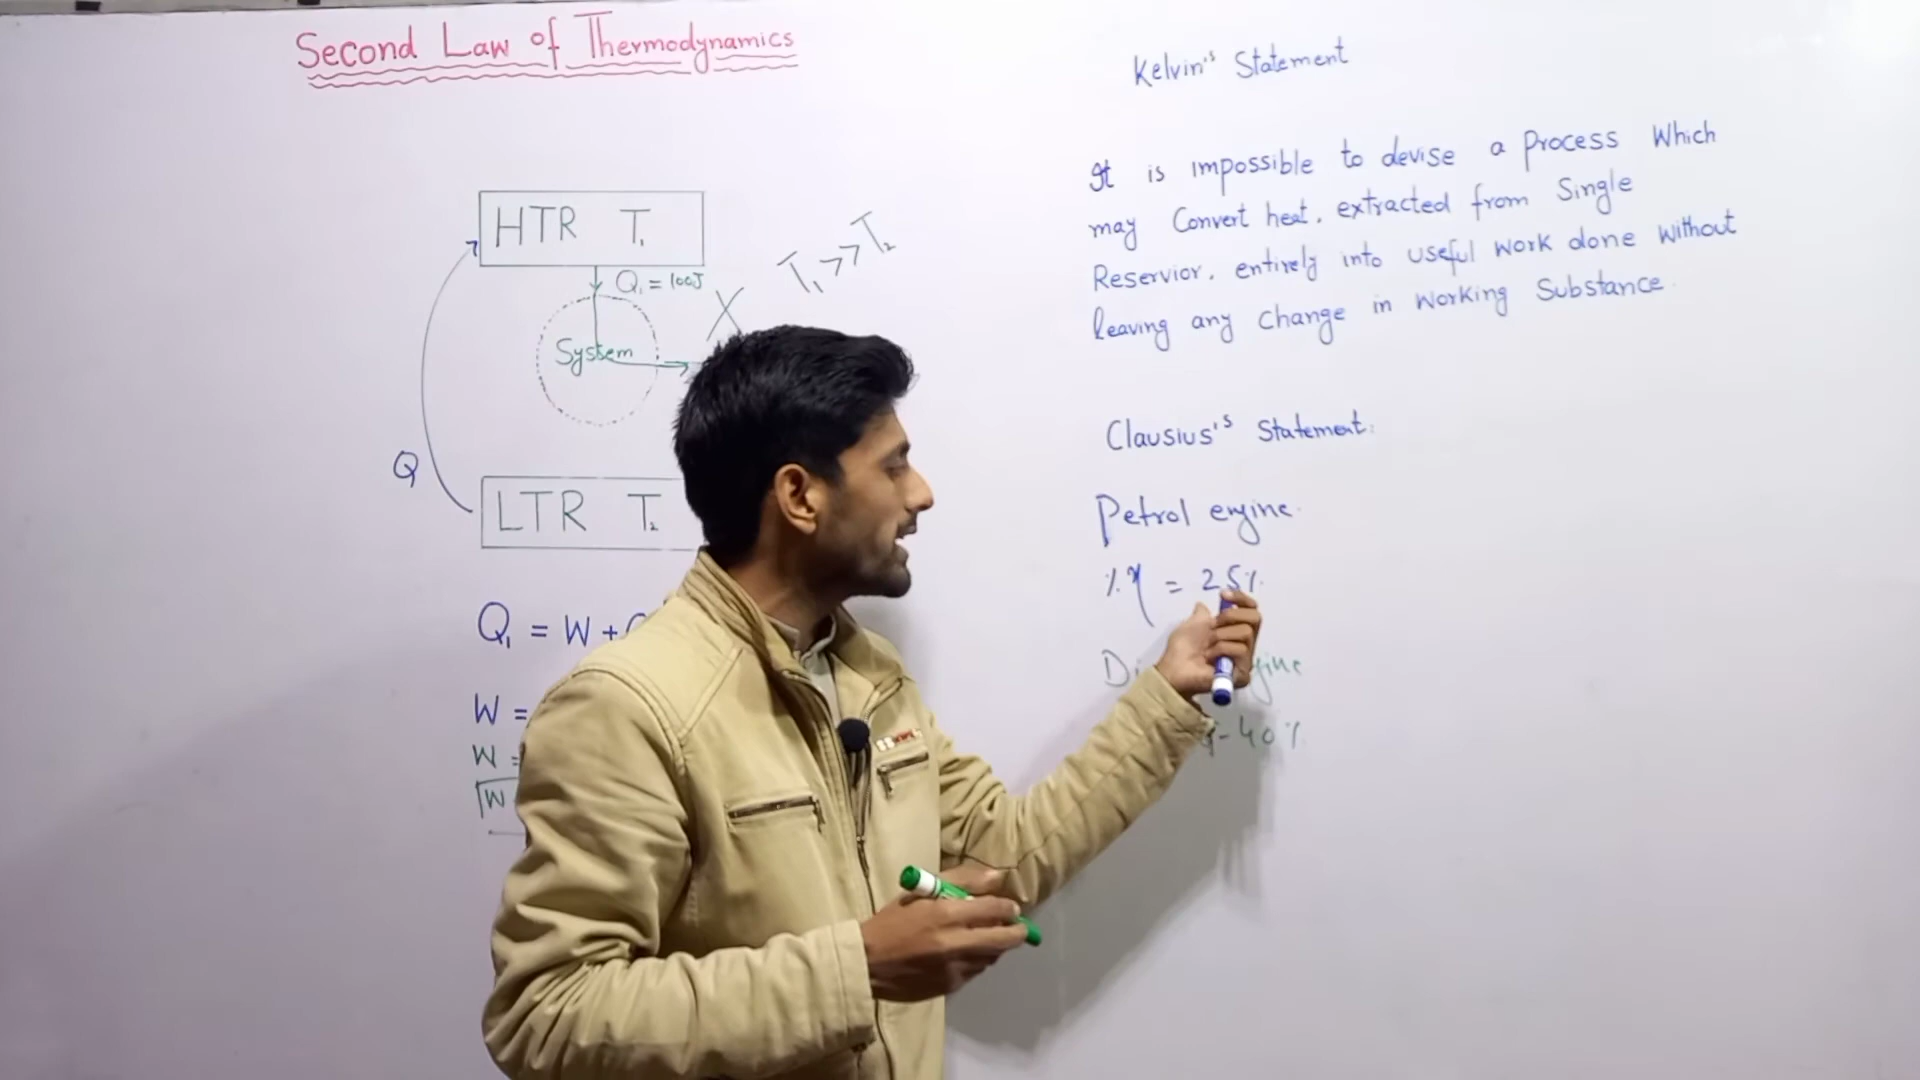 Second Law of Thermodynamics
HTR T₁
Q₁ = 100J
System
T₁ >> T₂
Q
LTR T₂
Q₁ = W +
W =
W =
W
Kelvin's Statement
It is impossible to devise a process which
may convert heat, extracted from single
Reservior, entirely into useful work done without
leaving any change in working substance.
Clausius's Statement:
Petrol engine
%η = 25%
-40%